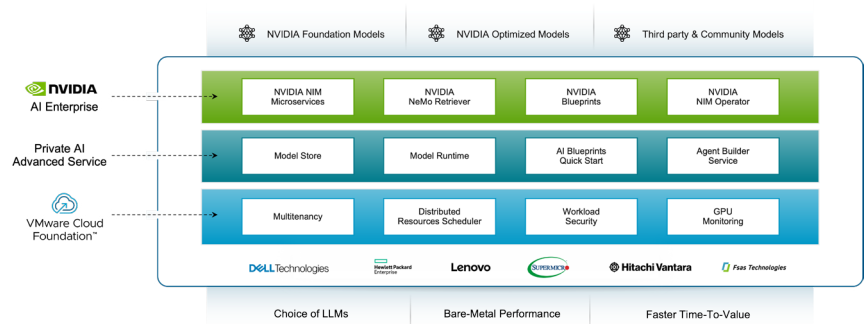 NVIDIA Foundation Models
NVIDIA Optimized Models
Third party & Community Models
NVIDIA
AI Enterprise
NVIDIA NIM
Microservices
NVIDIA
NeMo Retriever
NVIDIA
Blueprints
NVIDIA
NIM Operator
Private AI
Advanced Service
Model Store
Model Runtime
AI Blueprints
Quick Start
Agent Builder
Service
VMware Cloud
Foundation™
Multitenancy
Distributed
Resources Scheduler
Workload
Security
GPU
Monitoring
DELLTechnologies
Hewlett Packard
Enterprise
Lenovo
SUPERMICRO
Hitachi Vantara
Fsas Technologies
Choice of LLMs
Bare-Metal Performance
Faster Time-To-Value